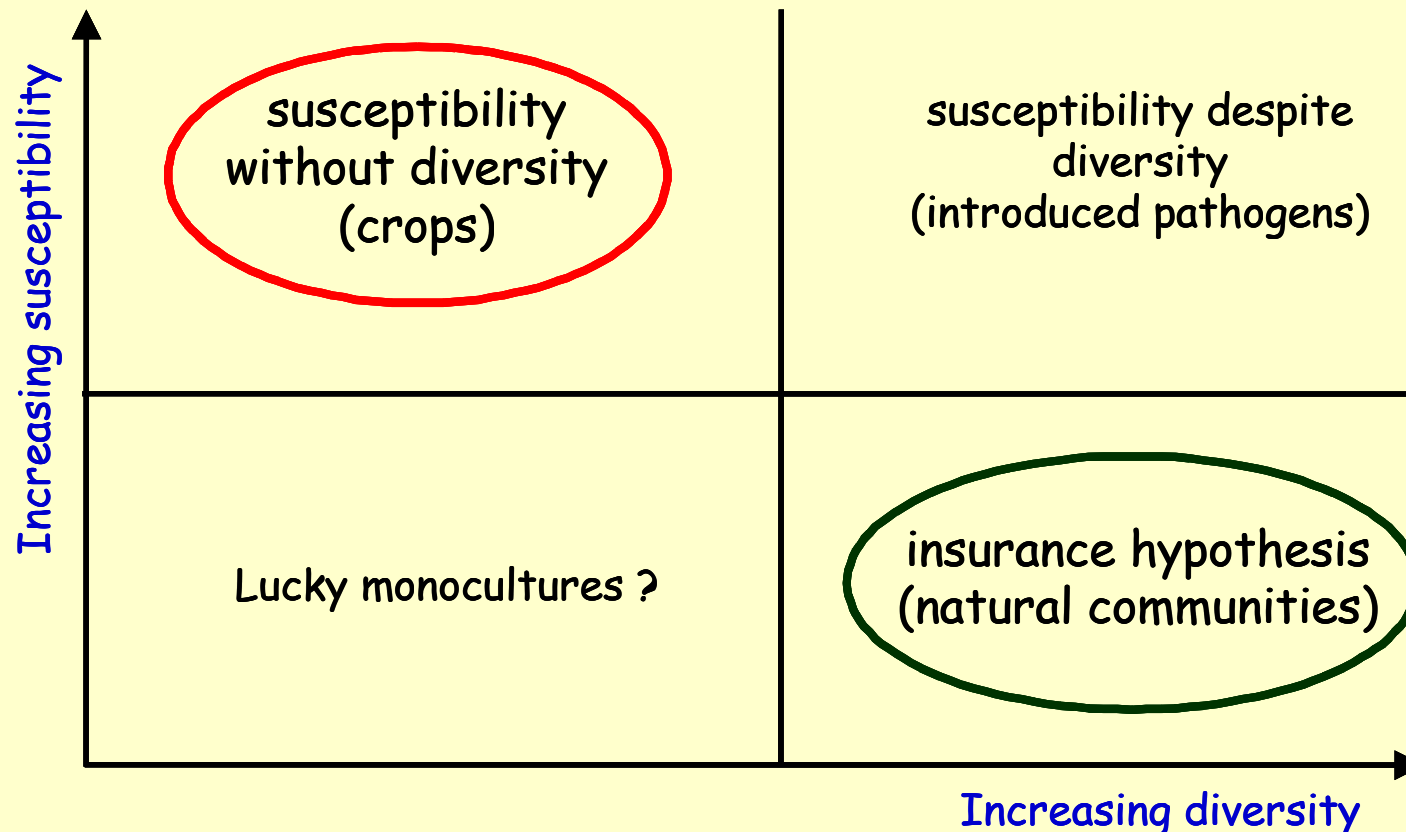 Increasing susceptibility
susceptibility
without diversity
(crops)
susceptibility despite
diversity
(introduced pathogens)
Lucky monocultures ?
insurance hypothesis
(natural communities)
Increasing diversity